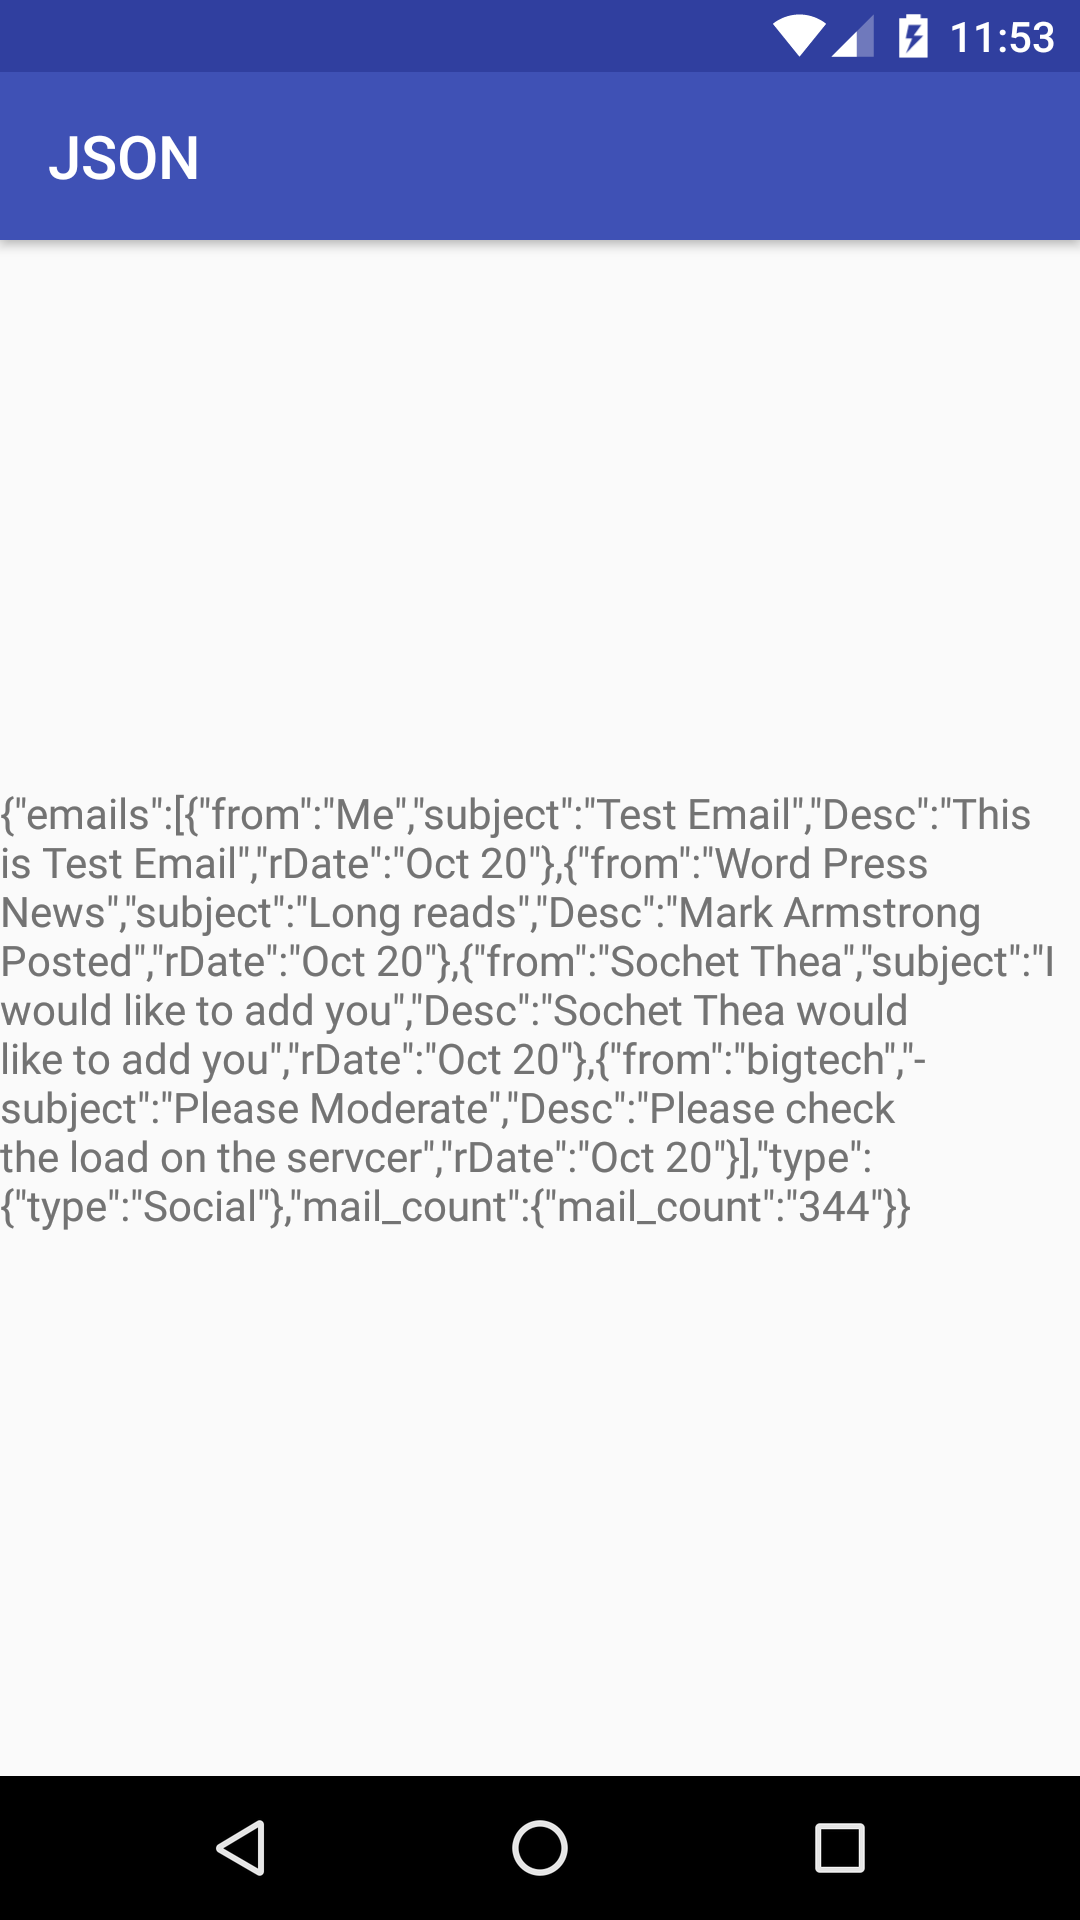 11:53
JSON
{"emails":[{"from":"Me","subject":"Test Email","Desc":"This
is Test Email","rDate":"Oct 20"},{"from":"Word Press
News","subject":"Long reads","Desc":"Mark Armstrong
Posted","rDate":"Oct 20"},{"from":"Sochet Thea","subject":"I
would like to add you","Desc":"Sochet Thea would
like to add you","rDate":"Oct 20"},{"from":"bigtech","-
subject":"Please Moderate","Desc":"Please check
the load on the servcer","rDate":"Oct 20"}],"type":
{"type":"Social"},"mail_count":{"mail_count":"344"}}